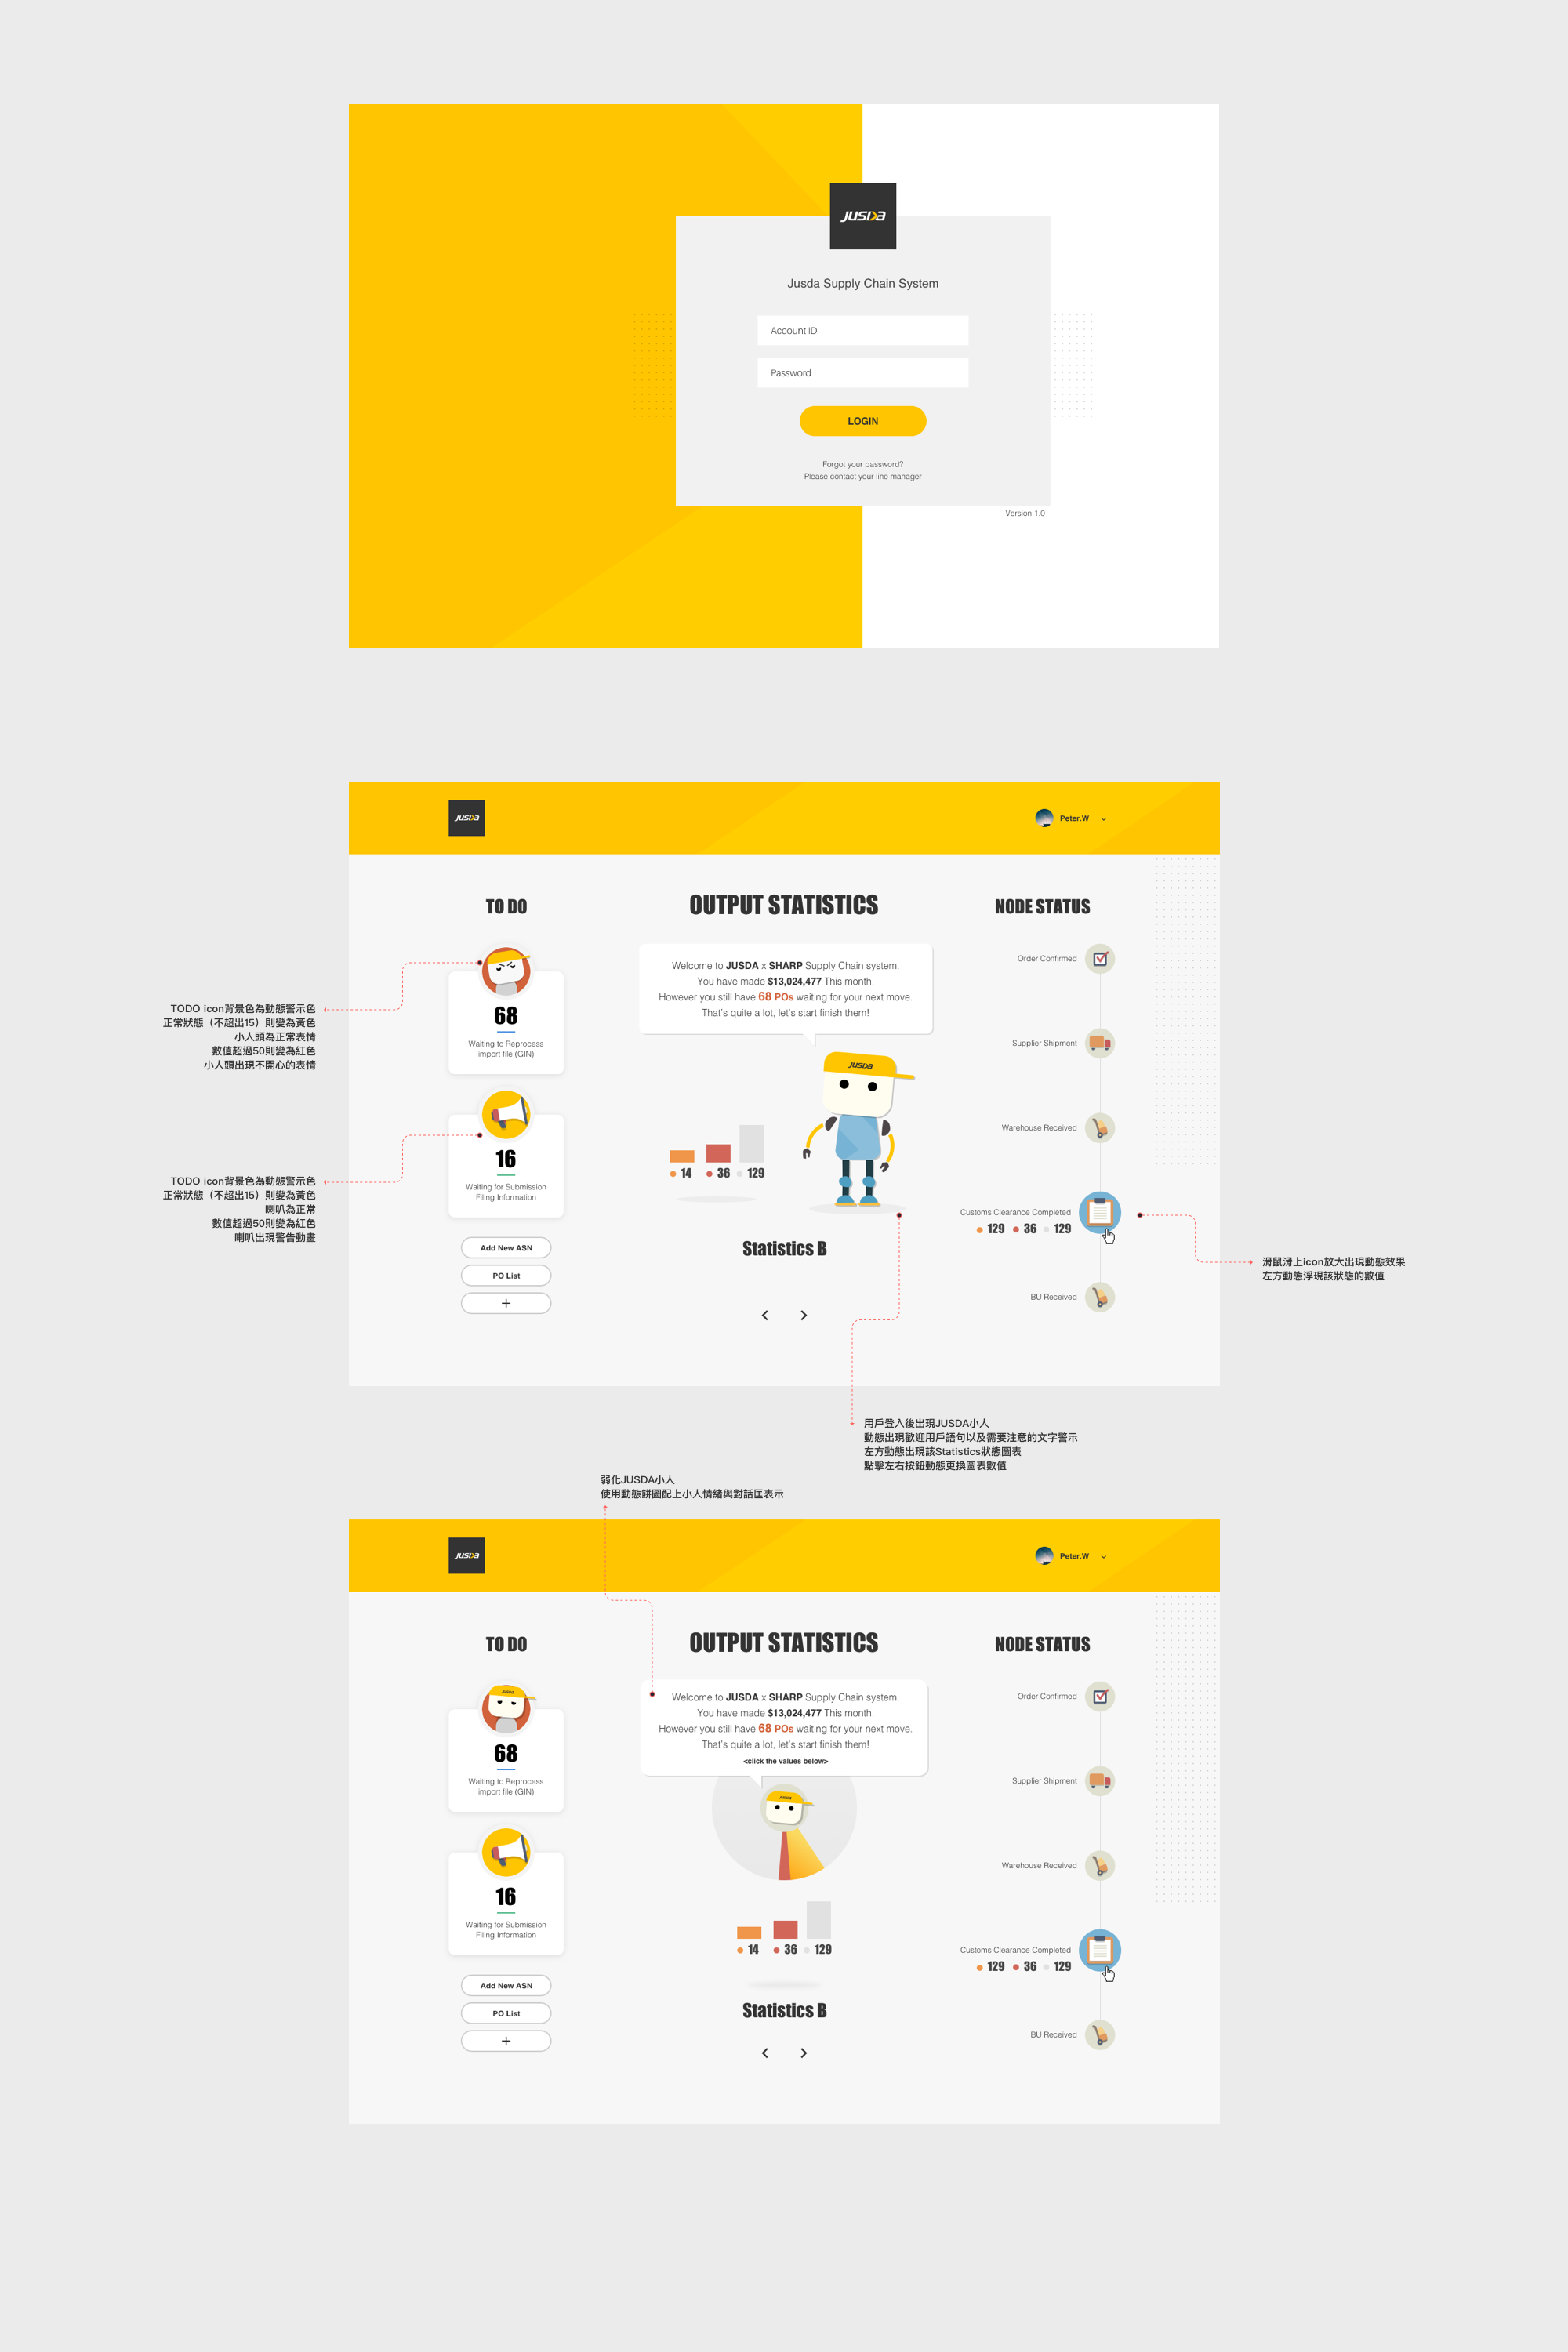 JUSDA
Jusda Supply Chain System
Account ID
Password
LOGIN
Forgot your password?
Please contact your line manager
Version 1.0
JUSDA
Peter.W
TO DO
68
Waiting to Reprocess
import file (GIN)
16
Waiting for Submission
Filing Information
Add New ASN
PO List
+
OUTPUT STATISTICS
Welcome to JUSDA x SHARP Supply Chain system.
You have made $13,024,477 This month.
However you still have 68 POs waiting for your next move.
That's quite a lot, let's start finish them!
JUSDA
14 36 129
Statistics B
NODE STATUS
Order Confirmed
Supplier Shipment
Warehouse Received
Customs Clearance Completed
129 36 129
BU Received
TODO icon背景色為動態警示色
正常狀態（不超出15）則變為黃色
小人頭為正常表情
數值超過50則變為紅色
小人頭出現不開心的表情
TODO icon背景色為動態警示色
正常狀態（不超出15）則變為黃色
喇叭為正常
數值超過50則變為紅色
喇叭出現警告動畫
滑鼠滑上icon放大出現動態效果
左方動態浮現該狀態的數值
用戶登入後出現JUSDA小人
動態出現歡迎用戶語句以及需要注意的文字警示
左方動態出現該Statistics狀態圖表
點擊左右按鈕動態更換圖表數值
弱化JUSDA小人
使用動態餅圖配上小人情緒與對話匡表示
JUSDA
Peter.W
TO DO
JUSDA
68
Waiting to Reprocess
import file (GIN)
16
Waiting for Submission
Filing Information
Add New ASN
PO List
+
OUTPUT STATISTICS
Welcome to JUSDA x SHARP Supply Chain system.
You have made $13,024,477 This month.
However you still have 68 POs waiting for your next move.
That's quite a lot, let's start finish them!
<click the values below>
JUSDA
14 36 129
Statistics B
NODE STATUS
Order Confirmed
Supplier Shipment
Warehouse Received
Customs Clearance Completed
129 36 129
BU Received